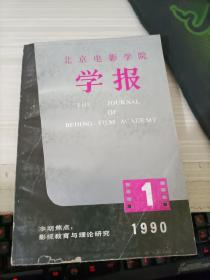 北京电影学院
学报
THE JOURNAL
OF
BEIJING FILM ACADEMY
1
本期焦点：
影视教育与理论研究
1990